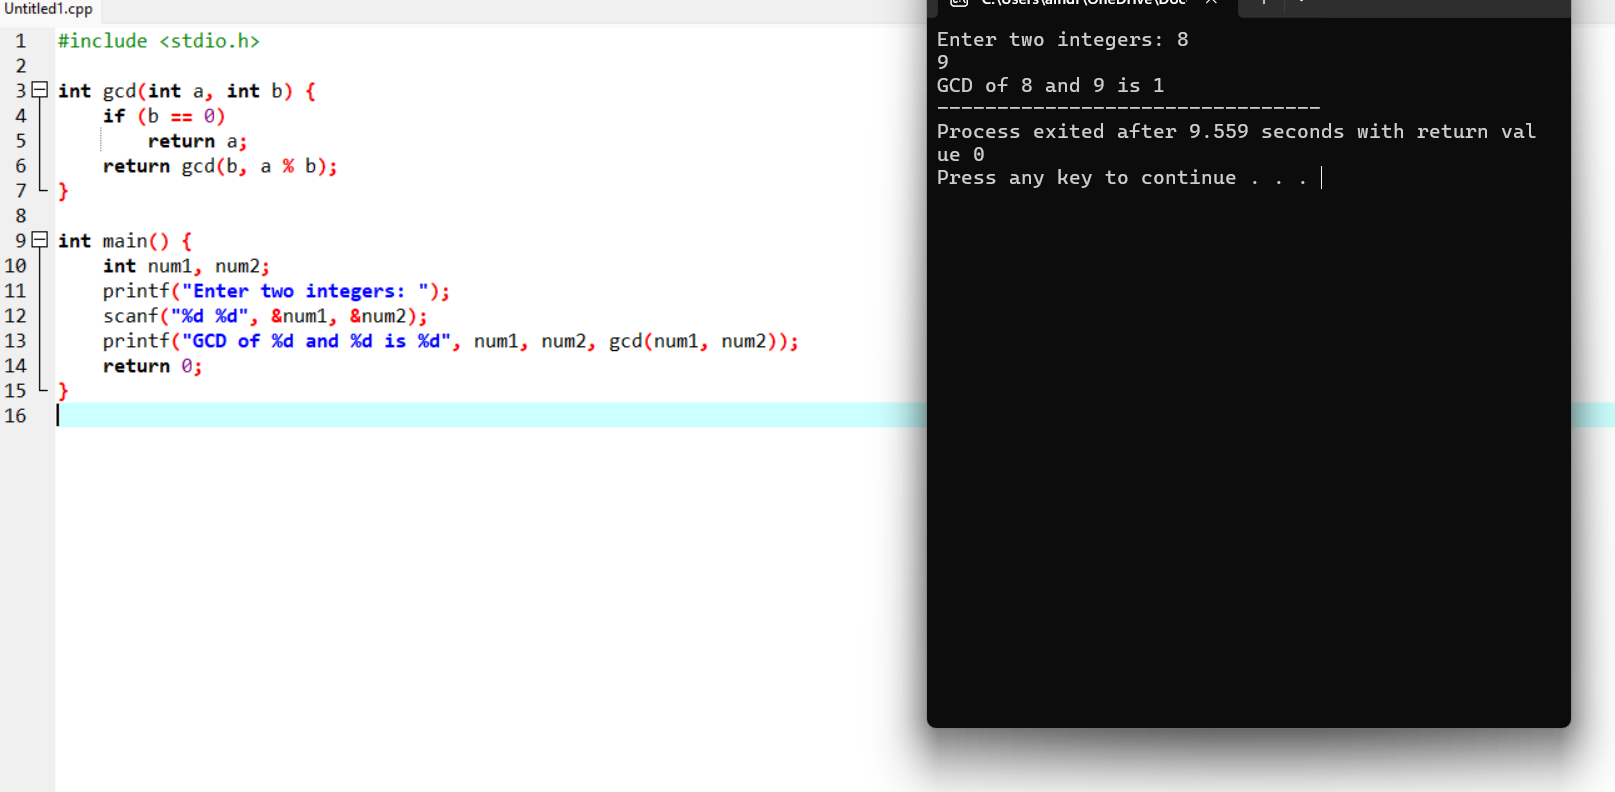 Untitled1.cpp
1 #include <stdio.h>
2
3 int gcd(int a, int b) {
4 if (b == 0)
5 return a;
6 return gcd(b, a % b);
7 }
8
9 int main() {
10 int num1, num2;
11 printf("Enter two integers: ");
12 scanf("%d %d", &num1, &num2);
13 printf("GCD of %d and %d is %d", num1, num2, gcd(num1, num2));
14 return 0;
15 }
16
Enter two integers: 8
9
GCD of 8 and 9 is 1
--------------------------------
Process exited after 9.559 seconds with return val
ue 0
Press any key to continue . . .